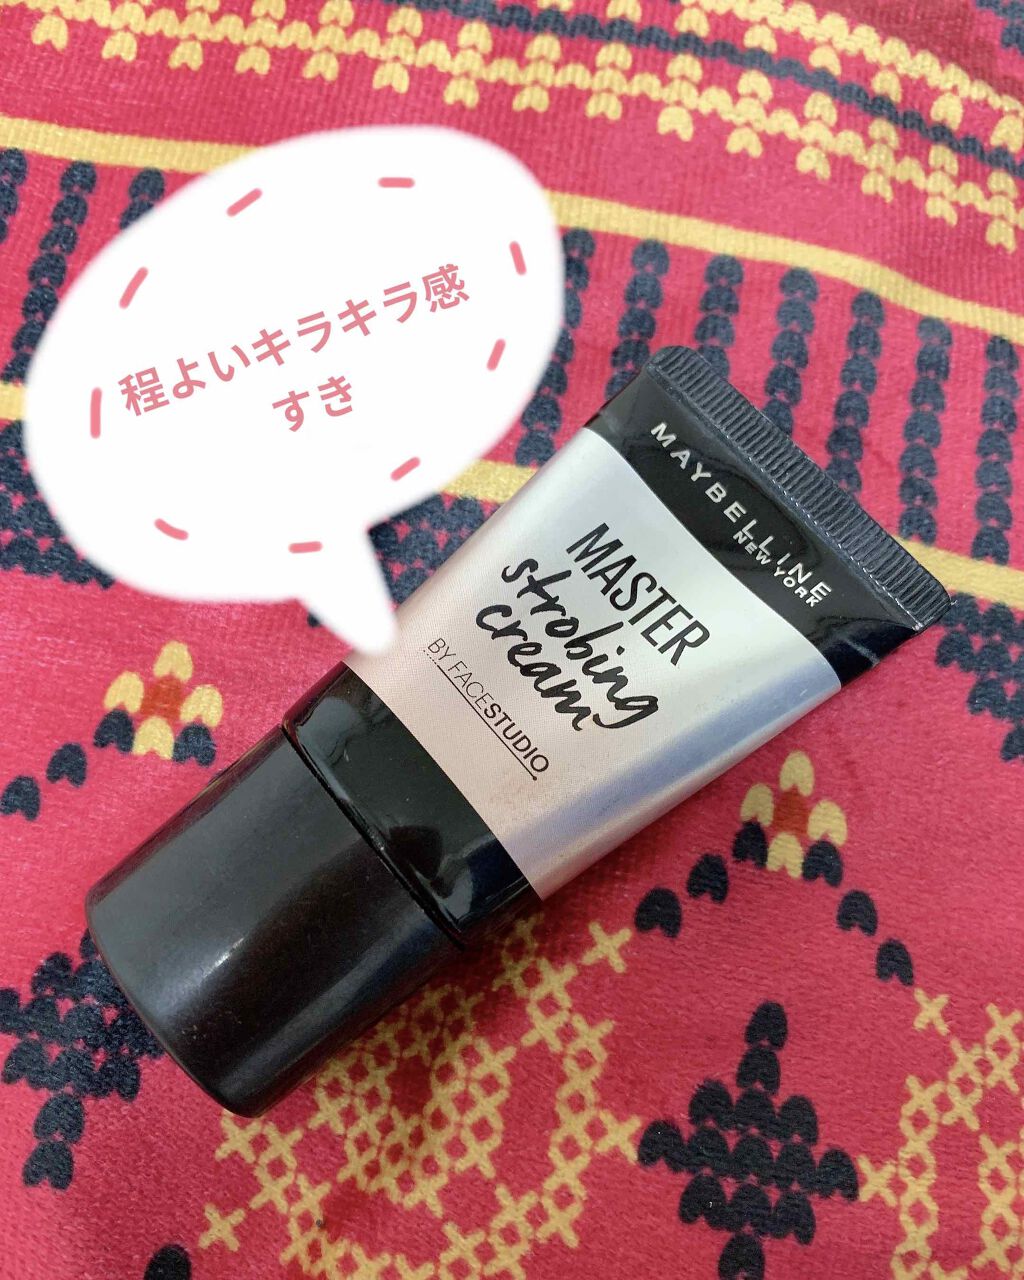 程よいキラキラ感
すき
MAYBELLINE
NEW YORK
MASTER
strobing
cream
BY FACESTUDIO